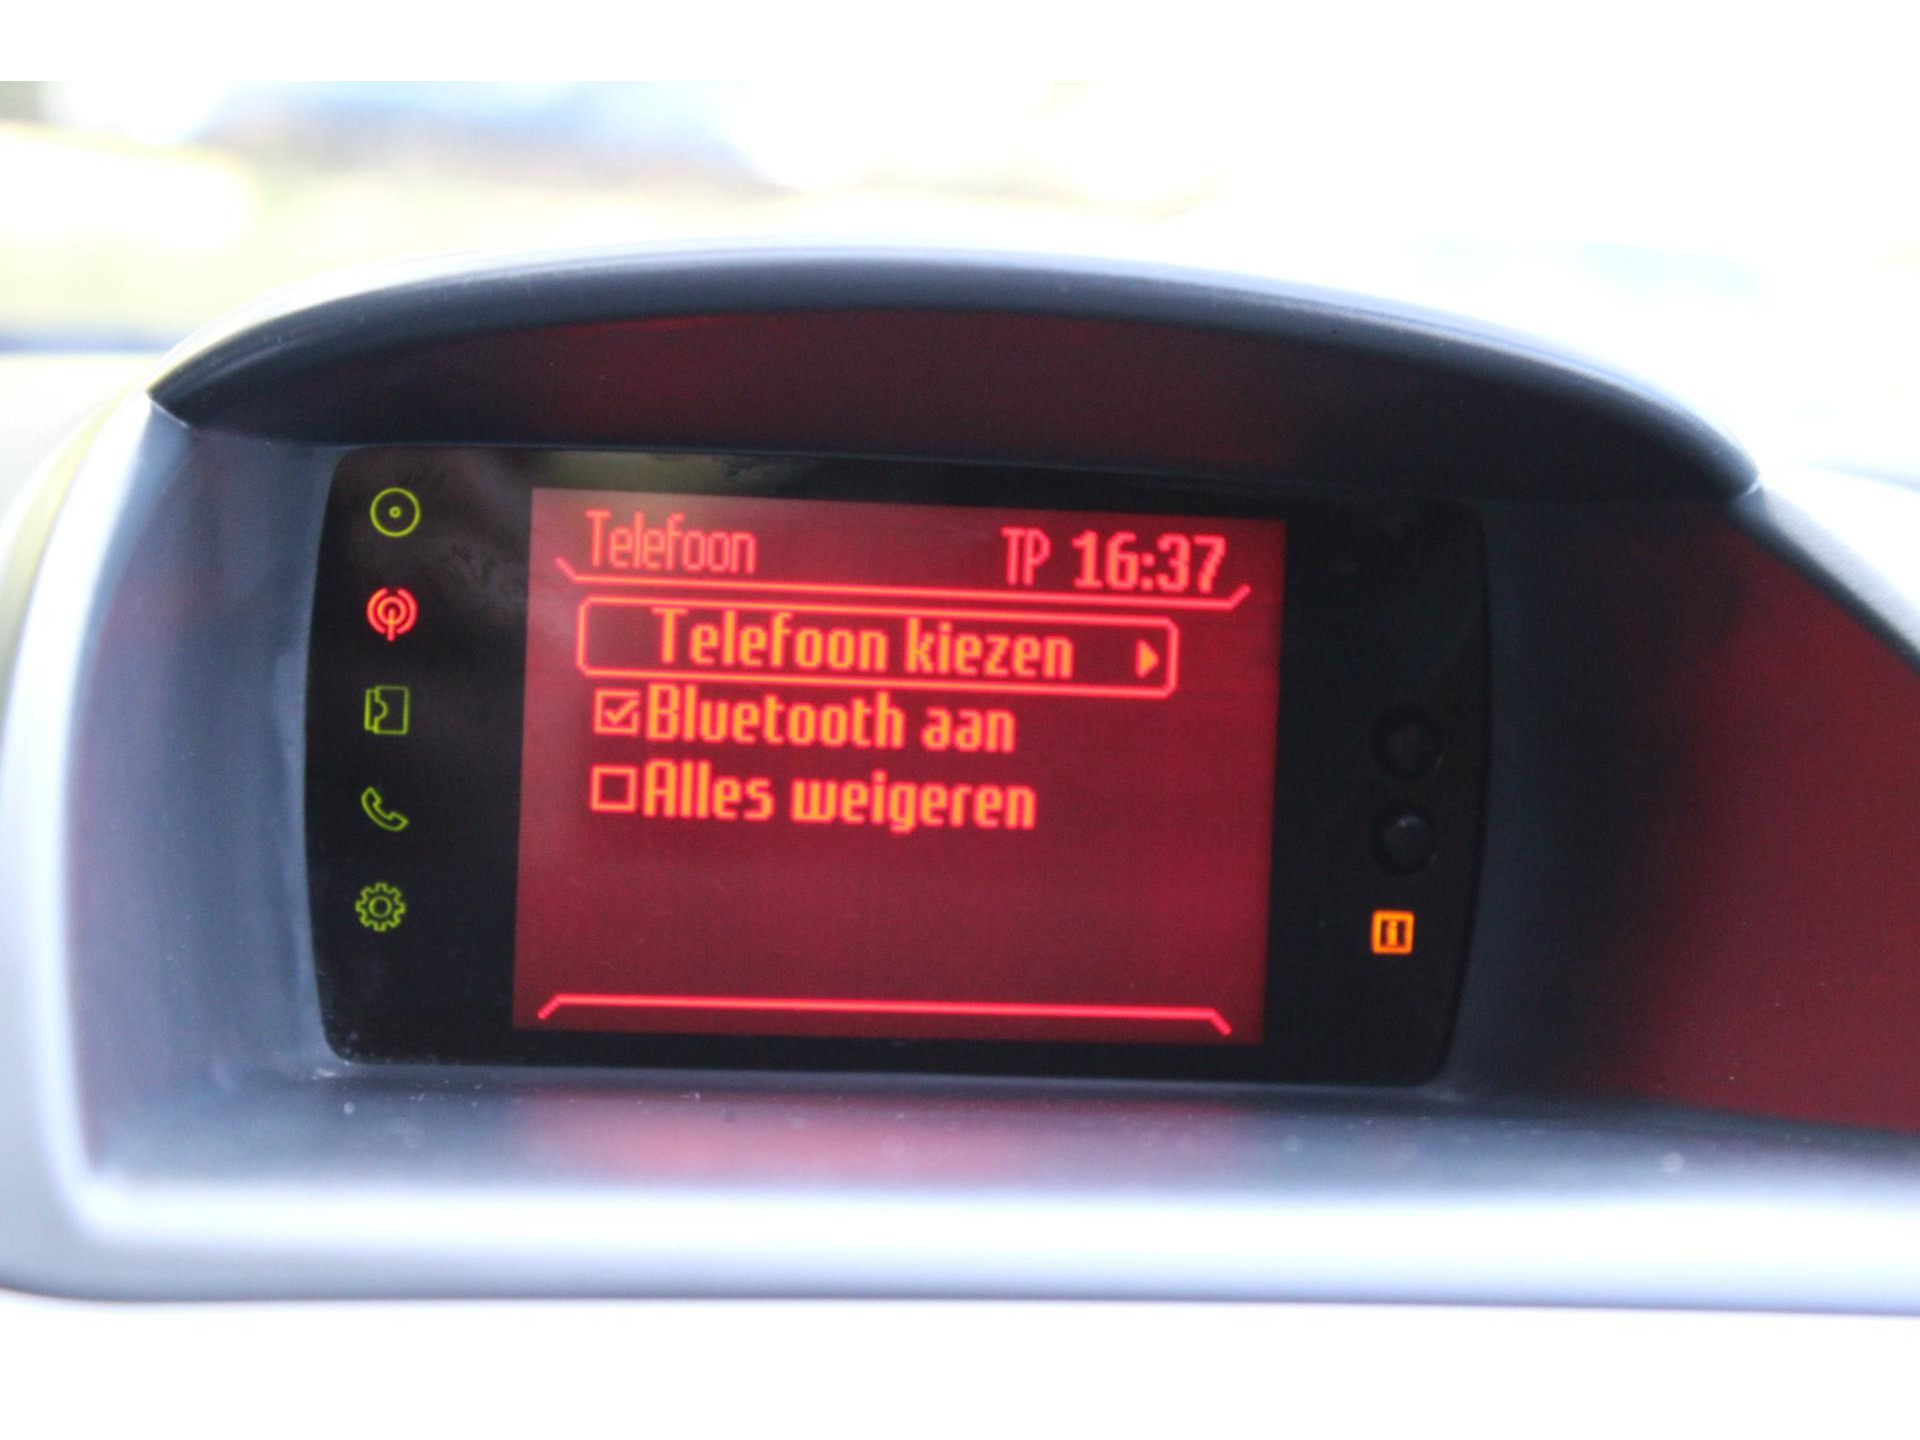 Telefoon TP 16:37
Telefoon kiezen
Bluetooth aan
Alles weigeren
i